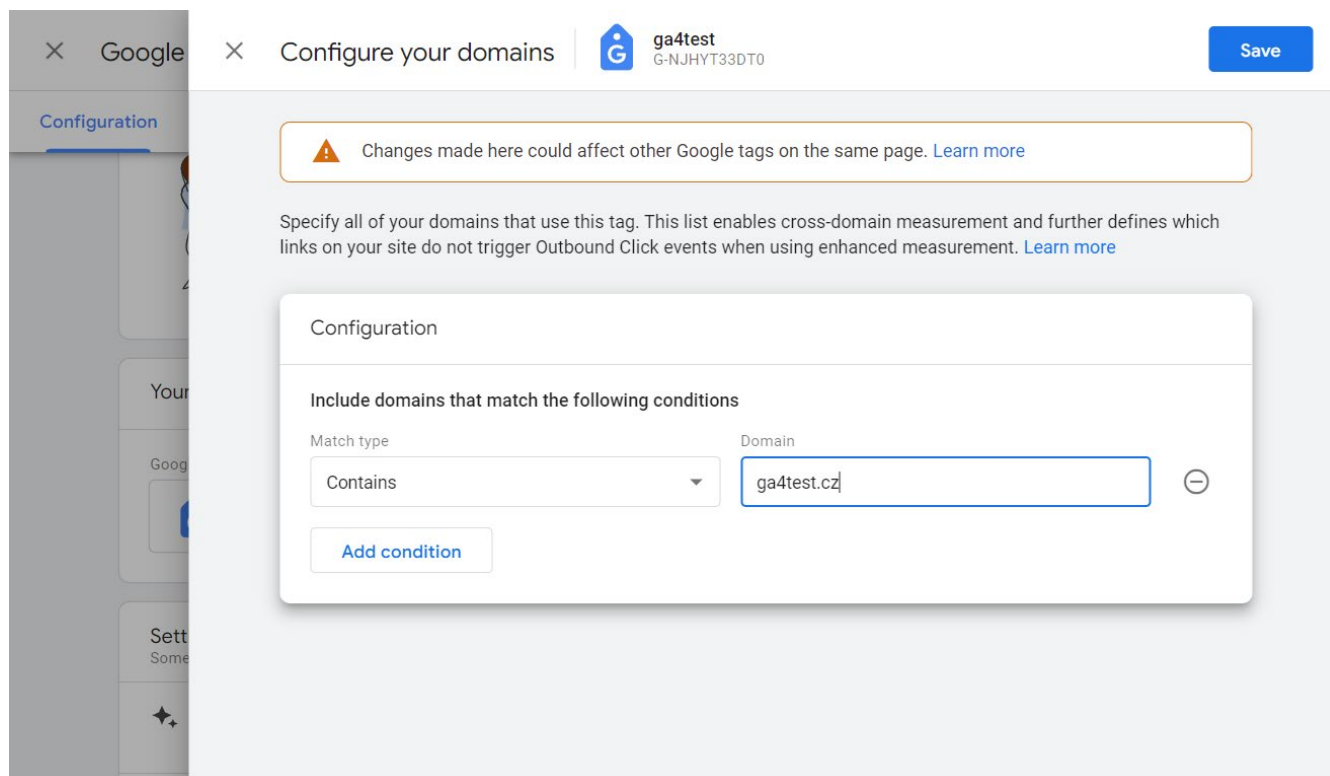 Google
Configure your domains
ga4test
G-NJHYT33DT0
Save
Configuration
Changes made here could affect other Google tags on the same page. Learn more
Specify all of your domains that use this tag. This list enables cross-domain measurement and further defines which
links on your site do not trigger Outbound Click events when using enhanced measurement. Learn more
Configuration
Your
Include domains that match the following conditions
Match type Domain
Goog
Contains ga4test.cz
Add condition
Sett
Some